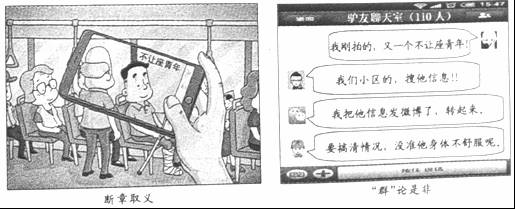 不让座青年
断章取义
15:47
驴友聊天室（110人）
我刚拍的，又一个不让座青年！
我们小区的，搜他信息！！
我把他信息发微博了，转起来．
要搞清情况，没准他身体不舒服呢．
“群”论是非